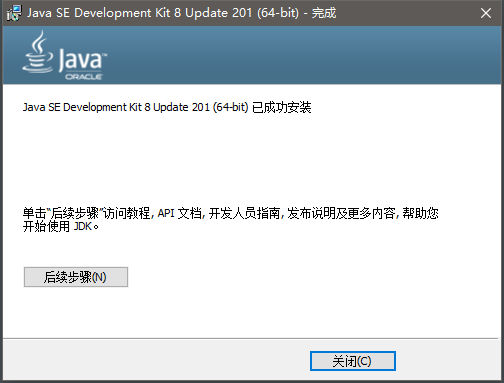 Java SE Development Kit 8 Update 201 (64-bit) - 完成
Java™
ORACLE
Java SE Development Kit 8 Update 201 (64-bit) 已成功安装
单击“后续步骤”访问教程, API 文档, 开发人员指南, 发布说明及更多内容, 帮助您
开始使用 JDK。
后续步骤(N)
关闭(C)